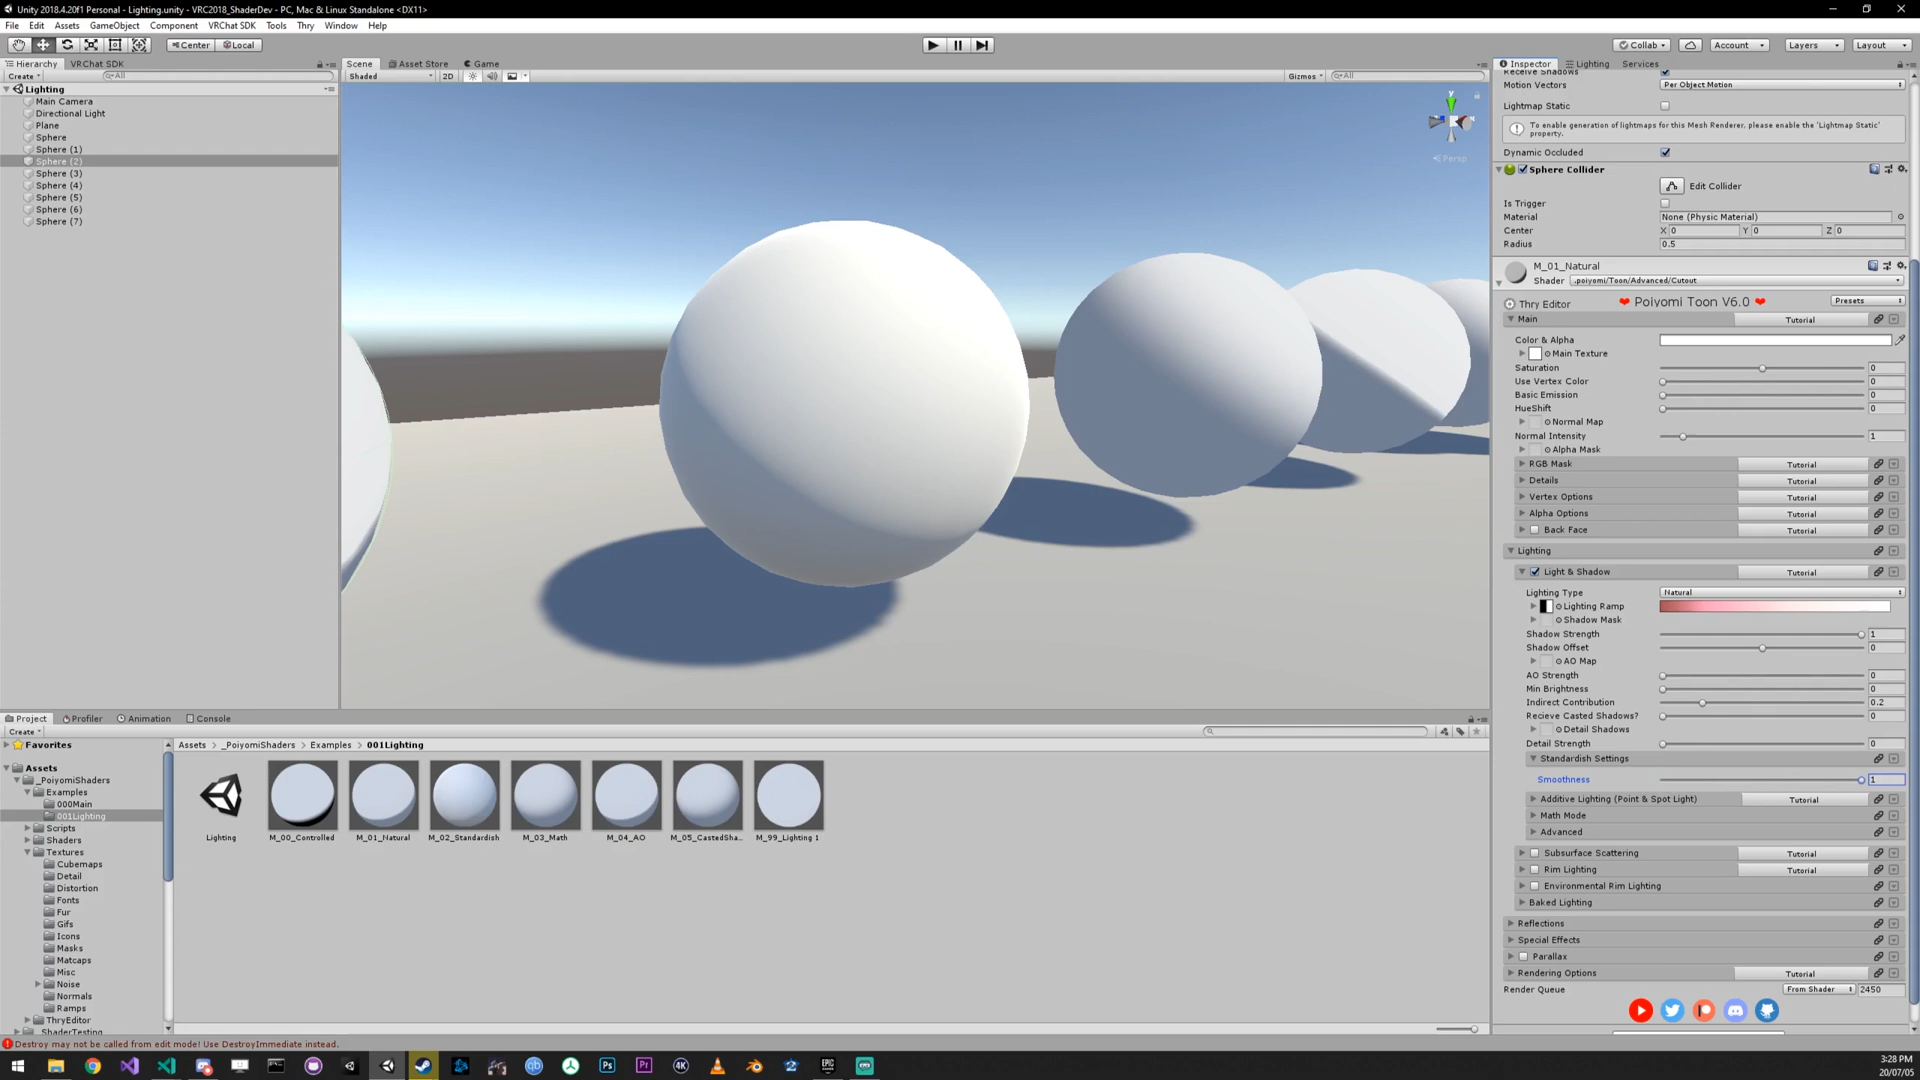 Unity 2018.4.20f1 Personal - Lighting.unity - VRC2018_ShaderDev - PC, Mac & Linux Standalone <DX11>
File Edit Assets GameObject Component VRChat SDK Tools Thry Window Help
Center Local Collab Account Layers Layout
Hierarchy VRChat SDK
Create All
Lighting
Main Camera
Directional Light
Plane
Sphere
Sphere (1)
Sphere (2)
Sphere (3)
Sphere (4)
Sphere (5)
Sphere (6)
Sphere (7)
Scene Asset Store Game
Shaded 2D Gizmos All
y
Persp
Inspector Lighting Services
Receive Shadows
Motion Vectors Per Object Motion
Lightmap Static
To enable generation of lightmaps for this Mesh Renderer, please enable the 'Lightmap Static'
property.
Dynamic Occluded
Sphere Collider
Edit Collider
Is Trigger
Material None (Physic Material)
Center X 0 Y 0 Z 0
Radius 0.5
M_01_Natural
Shader .poiyomi/Toon/Advanced/Cutout
Thry Editor ❤ Poiyomi Toon V6.0 ❤ Presets
Main Tutorial
Color & Alpha
Main Texture
Saturation 0
Use Vertex Color 0
Basic Emission 0
HueShift 0
Normal Map
Normal Intensity 1
Alpha Mask
RGB Mask Tutorial
Details Tutorial
Vertex Options Tutorial
Alpha Options Tutorial
Back Face Tutorial
Lighting
Light & Shadow Tutorial
Lighting Type Natural
Lighting Ramp
Shadow Mask
Shadow Strength 1
Shadow Offset 0
AO Map
AO Strength 0
Min Brightness 0
Indirect Contribution 0.2
Recieve Casted Shadows? 0
Detail Shadows
Detail Strength 0
Standardish Settings
Smoothness 1
Additive Lighting (Point & Spot Light) Tutorial
Math Mode
Advanced
Subsurface Scattering Tutorial
Rim Lighting Tutorial
Environmental Rim Lighting
Baked Lighting
Reflections
Special Effects
Parallax
Rendering Options Tutorial
Render Queue From Shader 2450
Project Profiler Animation Console
Create
Favorites
Assets
_PoiyomiShaders
Examples
000Main
001Lighting
Scripts
Shaders
Textures
Cubemaps
Detail
Distortion
Fonts
Fur
Gifs
Icons
Masks
Matcaps
Misc
Noise
Normals
Ramps
ThryEditor
_ShaderTesting
Assets > _PoiyomiShaders > Examples > 001Lighting
Lighting M_00_Controlled M_01_Natural M_02_Standardish M_03_Math M_04_AO M_05_CastedSha... M_99_Lighting 1
Destroy may not be called from edit mode! Use DestroyImmediate instead.
qb Ps Pr 4K EPIC
3:28 PM
20/07/05